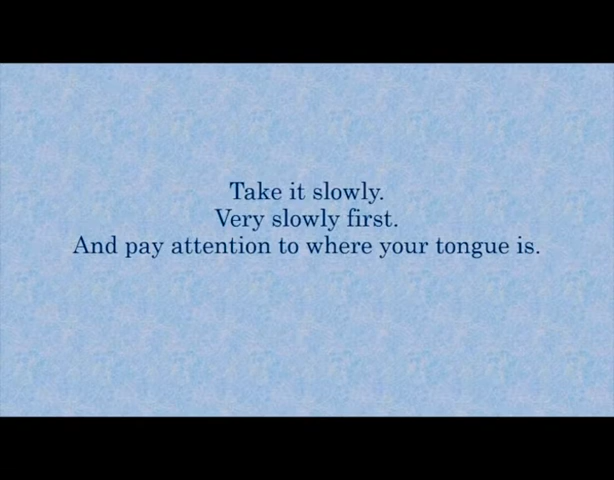 Take it slowly.
Very slowly first.
And pay attention to where your tongue is.